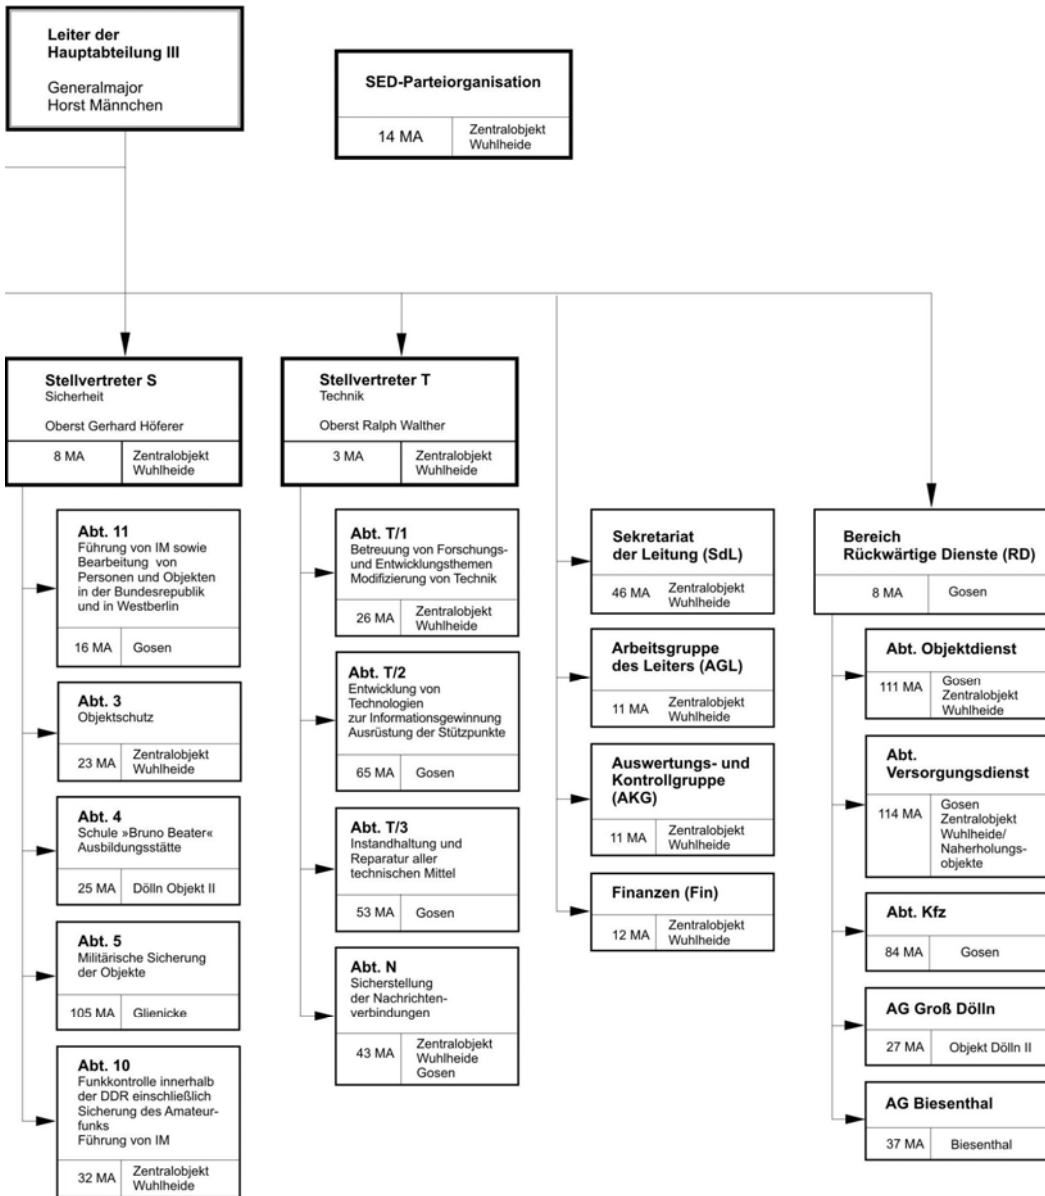 Leiter der
Hauptabteilung III
Generalmajor
Horst Männchen
SED-Parteiorganisation
14 MA
Zentralobjekt
Wuhlheide
Stellvertreter S
Sicherheit
Oberst Gerhard Höferer
8 MA
Zentralobjekt
Wuhlheide
Abt. 11
Führung von IM sowie
Bearbeitung von
Personen und Objekten
in der Bundesrepublik
und in Westberlin
16 MA
Gosen
Abt. 3
Objektschutz
23 MA
Zentralobjekt
Wuhlheide
Abt. 4
Schule »Bruno Beater«
Ausbildungsstätte
25 MA
Dölln Objekt II
Abt. 5
Militärische Sicherung
der Objekte
105 MA
Glienicke
Abt. 10
Funkkontrolle innerhalb
der DDR einschließlich
Sicherung des Amateur-
funks
Führung von IM
32 MA
Zentralobjekt
Wuhlheide
Stellvertreter T
Technik
Oberst Ralph Walther
3 MA
Zentralobjekt
Wuhlheide
Abt. T/1
Betreuung von Forschungs-
und Entwicklungsthemen
Modifizierung von Technik
26 MA
Zentralobjekt
Wuhlheide
Abt. T/2
Entwicklung von
Technologien
zur Informationsgewinnung
Ausrüstung der Stützpunkte
65 MA
Gosen
Abt. T/3
Instandhaltung und
Reparatur aller
technischen Mittel
53 MA
Gosen
Abt. N
Sicherstellung
der Nachrichten-
verbindungen
43 MA
Zentralobjekt
Wuhlheide
Gosen
Sekretariat
der Leitung (SdL)
46 MA
Zentralobjekt
Wuhlheide
Arbeitsgruppe
des Leiters (AGL)
11 MA
Zentralobjekt
Wuhlheide
Auswertungs- und
Kontrollgruppe
(AKG)
11 MA
Zentralobjekt
Wuhlheide
Finanzen (Fin)
12 MA
Zentralobjekt
Wuhlheide
Bereich
Rückwärtige Dienste (RD)
8 MA
Gosen
Abt. Objektdienst
111 MA
Gosen
Zentralobjekt
Wuhlheide
Abt.
Versorgungsdienst
114 MA
Gosen
Zentralobjekt
Wuhlheide/
Naherholungs-
objekte
Abt. Kfz
84 MA
Gosen
AG Groß Dölln
27 MA
Objekt Dölln II
AG Biesenthal
37 MA
Biesenthal